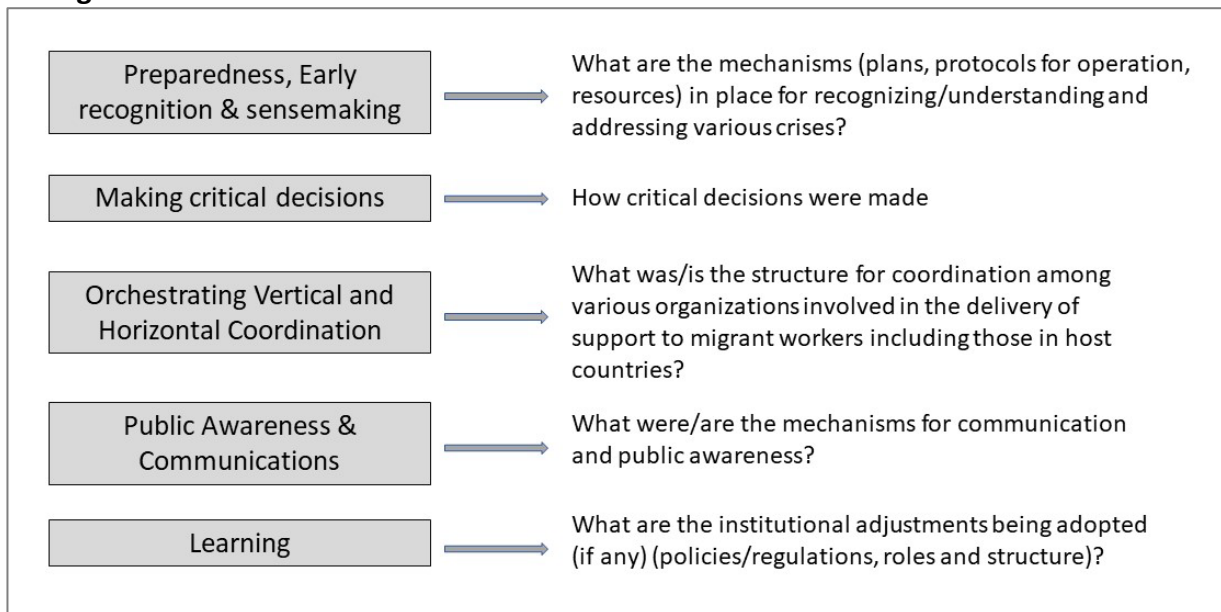 Preparedness, Early
recognition & sensemaking
What are the mechanisms (plans, protocols for operation,
resources) in place for recognizing/understanding and
addressing various crises?
Making critical decisions
How critical decisions were made
Orchestrating Vertical and
Horizontal Coordination
What was/is the structure for coordination among
various organizations involved in the delivery of
support to migrant workers including those in host
countries?
Public Awareness &
Communications
What were/are the mechanisms for communication
and public awareness?
Learning
What are the institutional adjustments being adopted
(if any) (policies/regulations, roles and structure)?